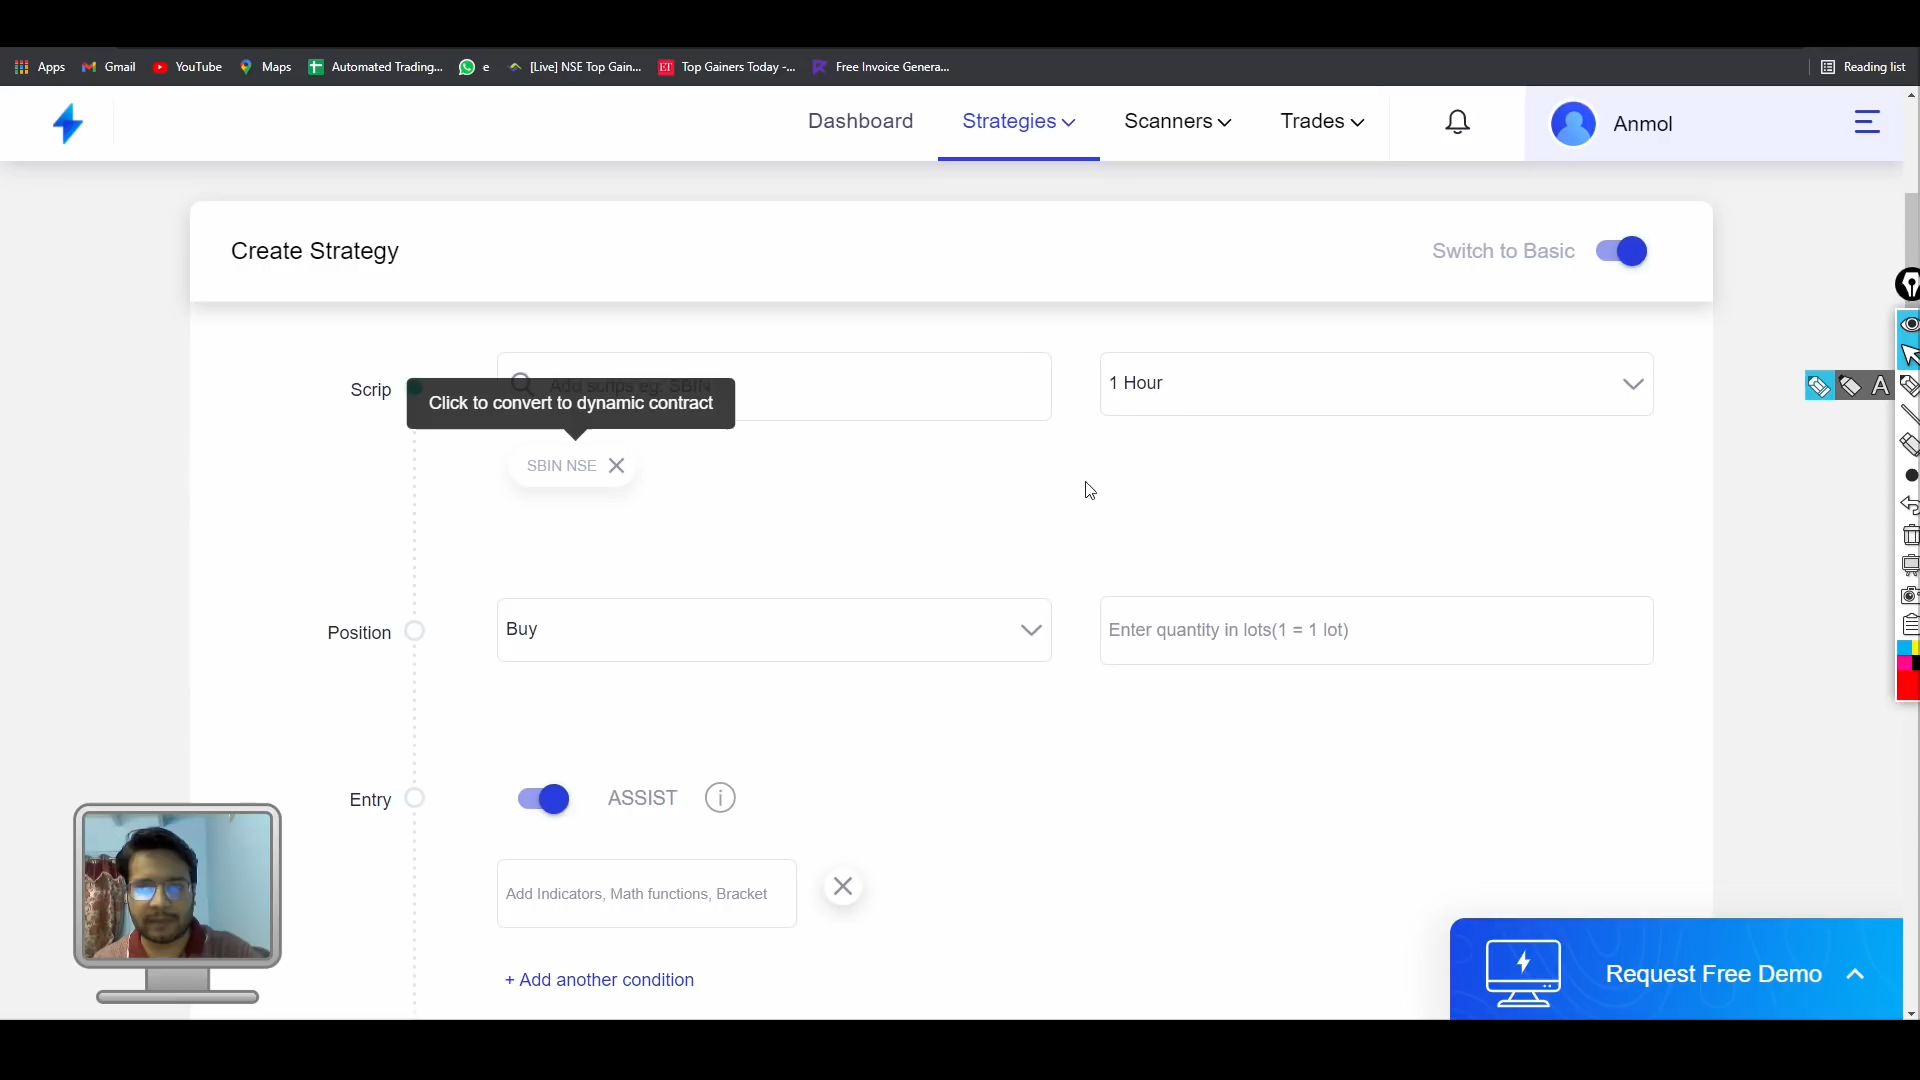 Apps
Gmail
YouTube
Maps
Automated Trading...
e
[Live] NSE Top Gain...
ET
Top Gainers Today -...
Free Invoice Genera...
Reading list
Dashboard
Strategies
Scanners
Trades
Anmol
Create Strategy
Switch to Basic
Scrip
Add scrips eg: SBIN
1 Hour
Click to convert to dynamic contract
SBIN NSE
Position
Buy
Enter quantity in lots(1 = 1 lot)
Entry
ASSIST
Add Indicators, Math functions, Bracket
+ Add another condition
Request Free Demo
A